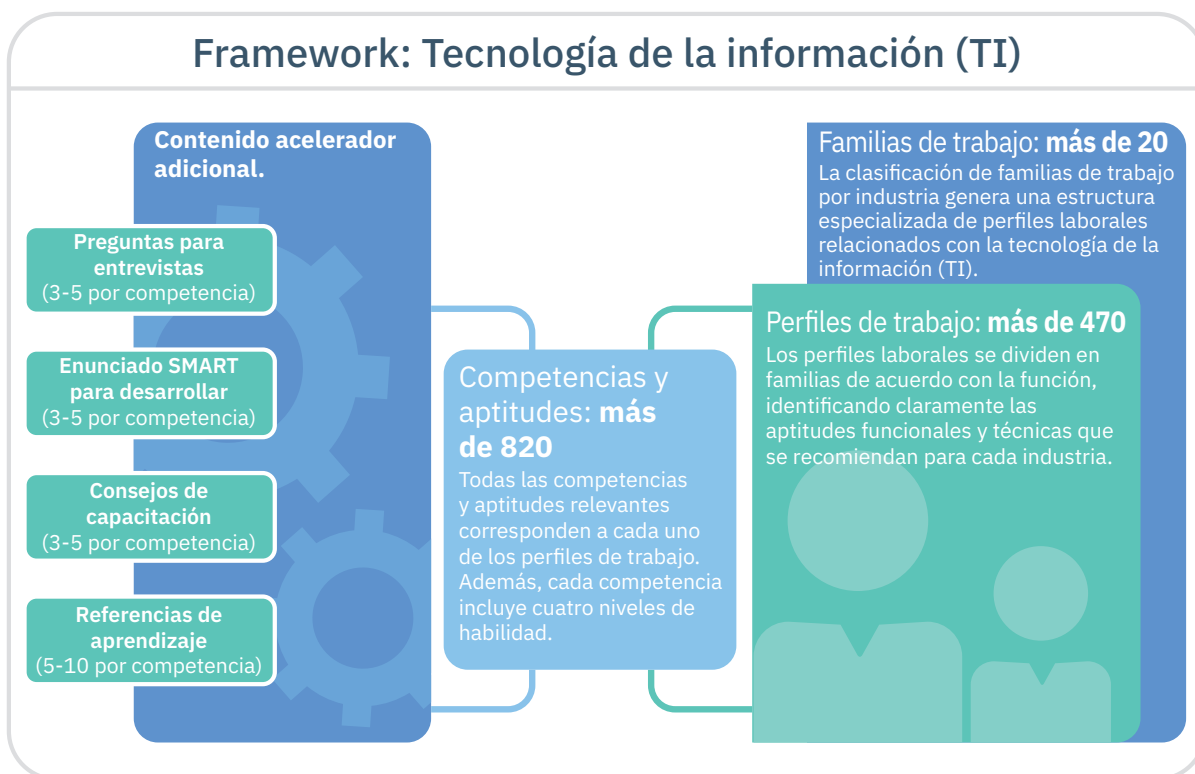 Framework: Tecnología de la información (TI)
Contenido acelerador
adicional.
Preguntas para
entrevistas
(3-5 por competencia)
Enunciado SMART
para desarrollar
(3-5 por competencia)
Consejos de
capacitación
(3-5 por competencia)
Referencias de
aprendizaje
(5-10 por competencia)
Competencias y
aptitudes: más
de 820
Todas las competencias
y aptitudes relevantes
corresponden a cada uno
de los perfiles de trabajo.
Además, cada competencia
incluye cuatro niveles de
habilidad.
Familias de trabajo: más de 20
La clasificación de familias de trabajo
por industria genera una estructura
especializada de perfiles laborales
relacionados con la tecnología de la
información (TI).
Perfiles de trabajo: más de 470
Los perfiles laborales se dividen en
familias de acuerdo con la función,
identificando claramente las
aptitudes funcionales y técnicas que
se recomiendan para cada industria.